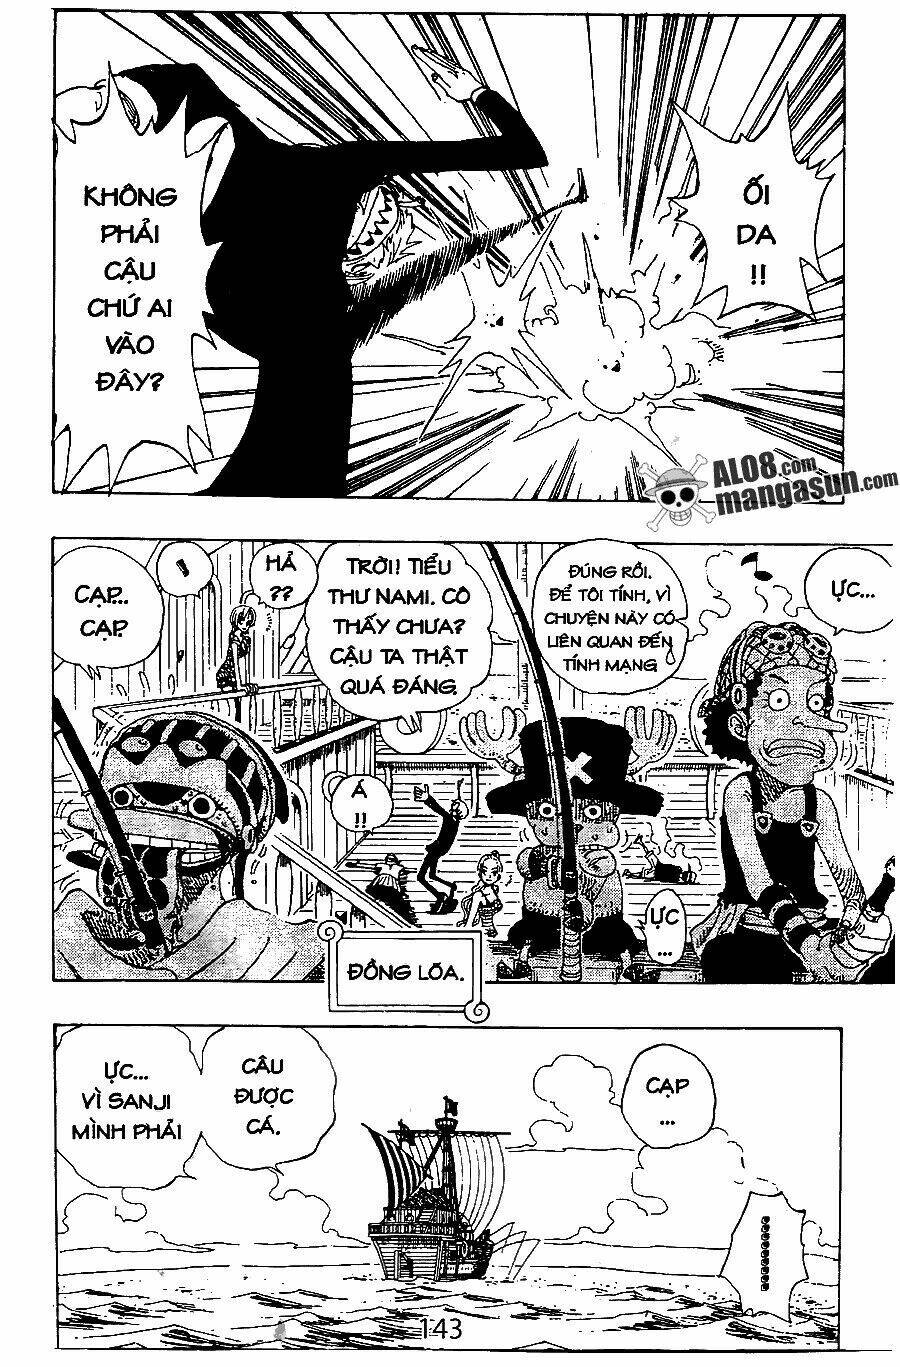 ỐI
DA
!!
KHÔNG
PHẢI
CẬU
CHỨ AI
VÀO
ĐÂY?
AL08.com
mangasun.com
ỰC...
ĐÚNG RỒI.
ĐỂ TÔI TÍNH, VÌ
CHUYỆN NÀY CÓ
LIÊN QUAN ĐẾN
TÍNH MẠNG
TRỜI! TIỂU
THƯ NAMI. CÔ
THẤY CHƯA?
CẬU TA THẬT
QUÁ ĐÁNG.
HẢ
??
!
CẠP...
CẠP.
Á
!!
ỰC
...
ĐỒNG LÕA.
CẠP
...
CÂU
ĐƯỢC
CÁ.
ỰC...
VÌ SANJI
MÌNH PHẢI
..........
143